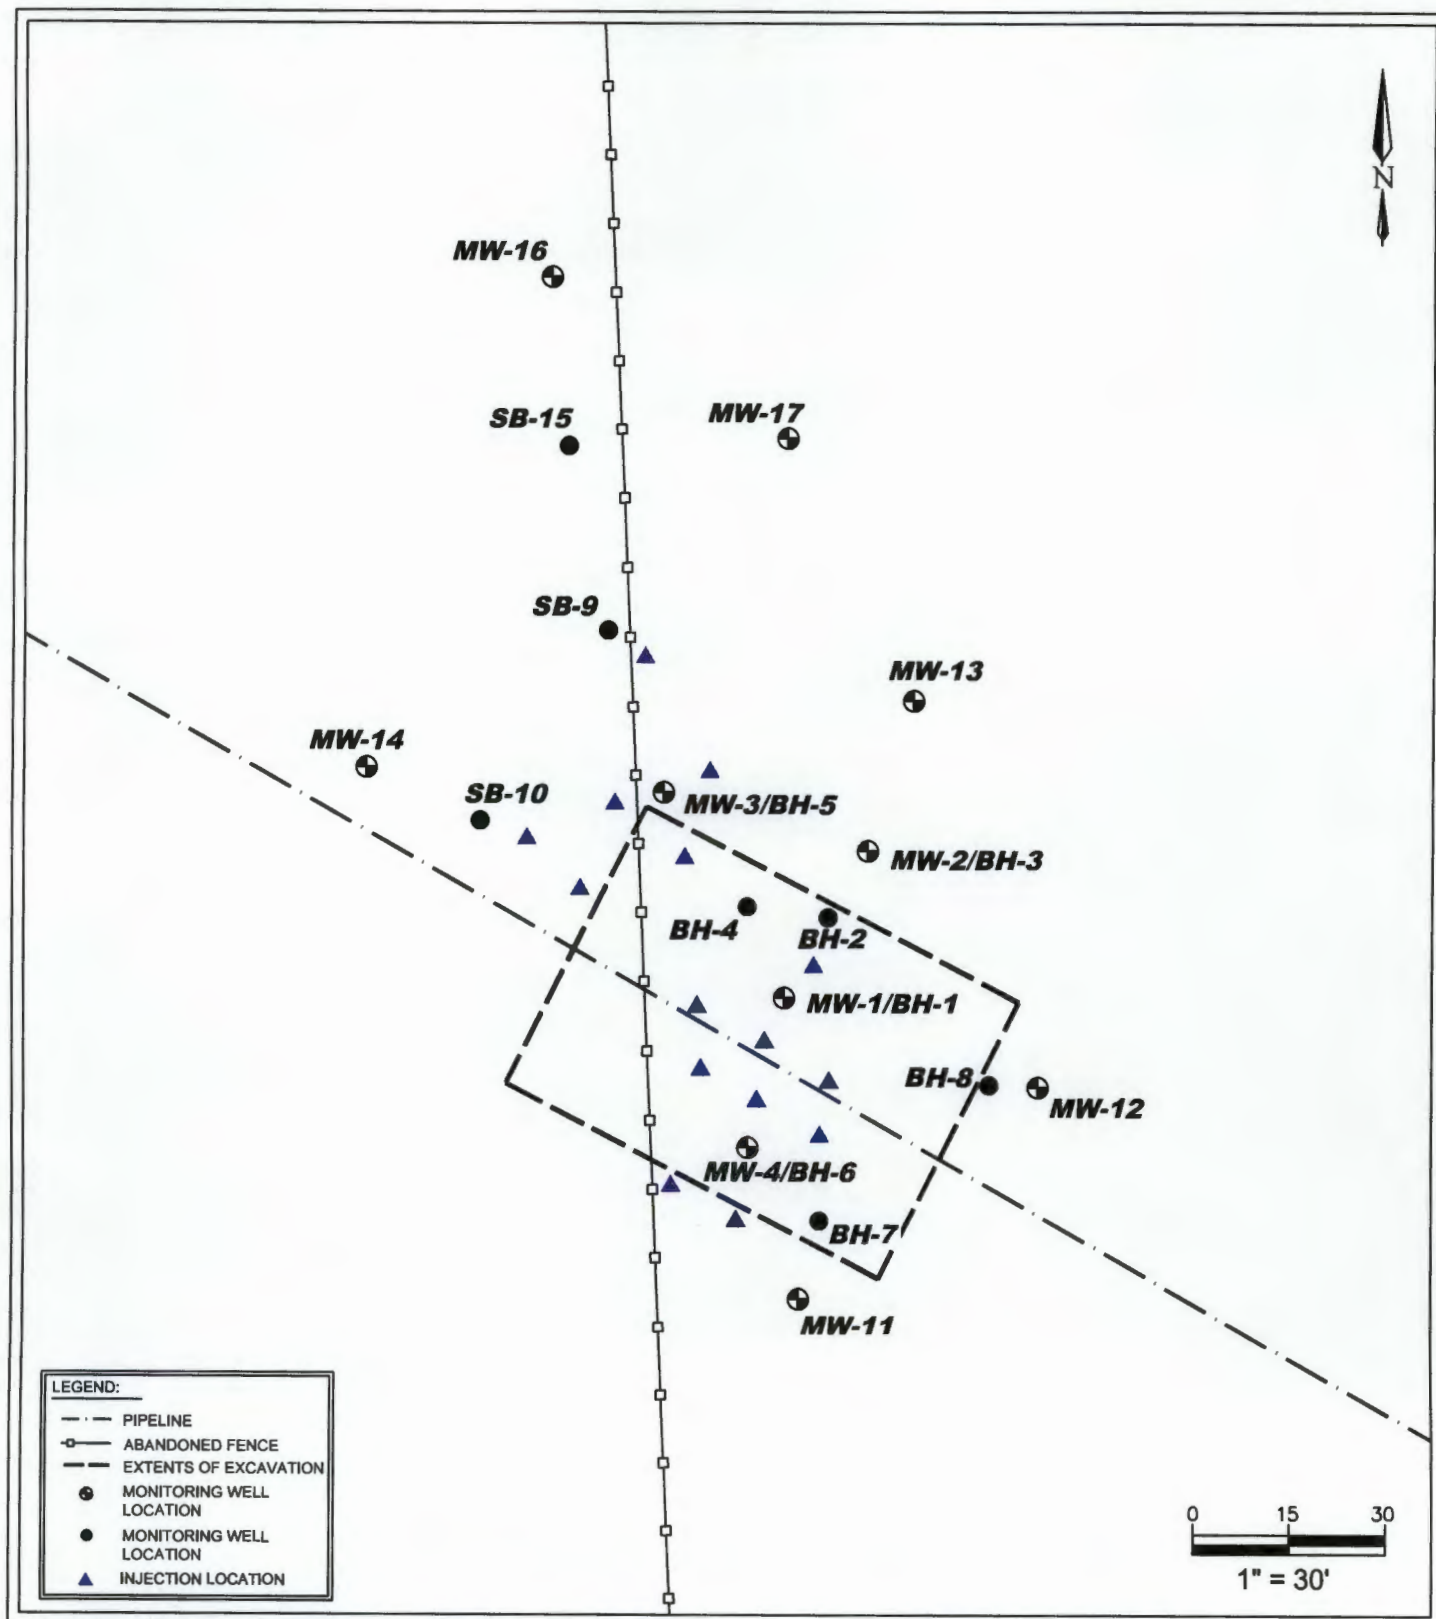 N
MW-16
SB-15
MW-17
SB-9
MW-13
MW-14
SB-10
MW-3/BH-5
MW-2/BH-3
BH-4
BH-2
MW-1/BH-1
BH-8
MW-12
MW-4/BH-6
BH-7
MW-11
LEGEND:
PIPELINE
ABANDONED FENCE
EXTENTS OF EXCAVATION
MONITORING WELL
LOCATION
MONITORING WELL
LOCATION
INJECTION LOCATION
0 15 30
1" = 30'